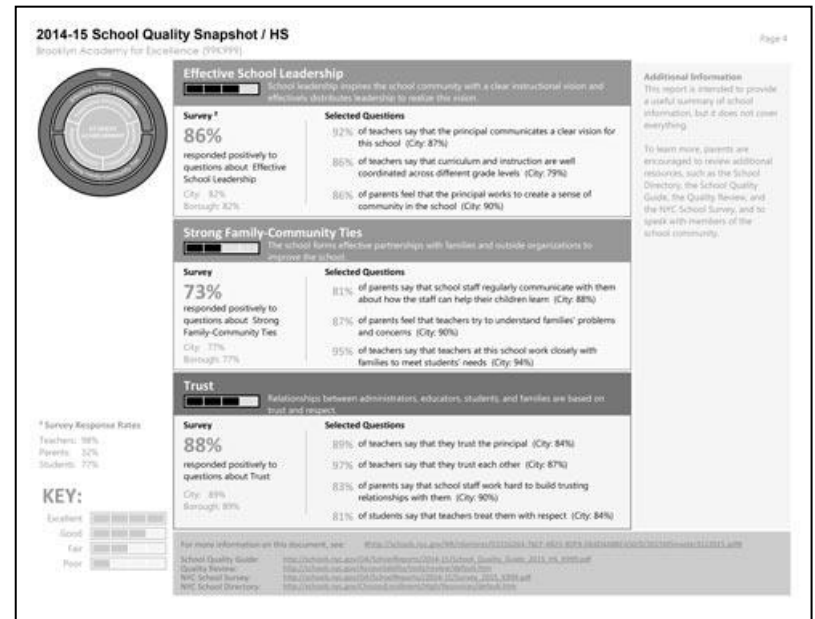 2014-15 School Quality Snapshot / HS
Page 4
Brooklyn Academy for Excellence (99K999)
Effective School Leadership
School leadership inspires the school community with a clear instructional vision and
effectively distributes leadership to realize this vision.
Survey ²
86%
responded positively to
questions about Effective
School Leadership
City: 82%
Borough: 82%
Selected Questions
92% of teachers say that the principal communicates a clear vision for
this school (City: 87%)
86% of teachers say that curriculum and instruction are well
coordinated across different grade levels (City: 79%)
86% of parents feel that the principal works to create a sense of
community in the school (City: 90%)
Strong Family-Community Ties
The school forms effective partnerships with families and outside organizations to
improve the school.
Survey
73%
responded positively to
questions about Strong
Family-Community Ties
City: 77%
Borough: 77%
Selected Questions
81% of parents say that school staff regularly communicate with them
about how the staff can help their children learn (City: 88%)
87% of parents feel that teachers try to understand families' problems
and concerns (City: 90%)
95% of teachers say that teachers at this school work closely with
families to meet students' needs (City: 94%)
Trust
Relationships between administrators, educators, students, and families are based on
trust and respect.
Survey
88%
responded positively to
questions about Trust
City: 89%
Borough: 89%
Selected Questions
89% of teachers say that they trust the principal (City: 84%)
97% of teachers say that they trust each other (City: 87%)
83% of parents say that school staff work hard to build trusting
relationships with them (City: 90%)
81% of students say that teachers treat them with respect (City: 84%)
Additional Information
This report is intended to provide
a useful summary of school
information, but it does not cover
everything.
To learn more, parents are
encouraged to review additional
resources, such as the School
Directory, the School Quality
Guide, the Quality Review, and
the NYC School Survey, and to
speak with members of the
school community.
² Survey Response Rates
Teachers: 98%
Parents: 32%
Students: 77%
KEY:
Excellent
Good
Fair
Poor
For more information on this document, see:
School Quality Guide:
Quality Review:
NYC School Survey:
NYC School Directory: